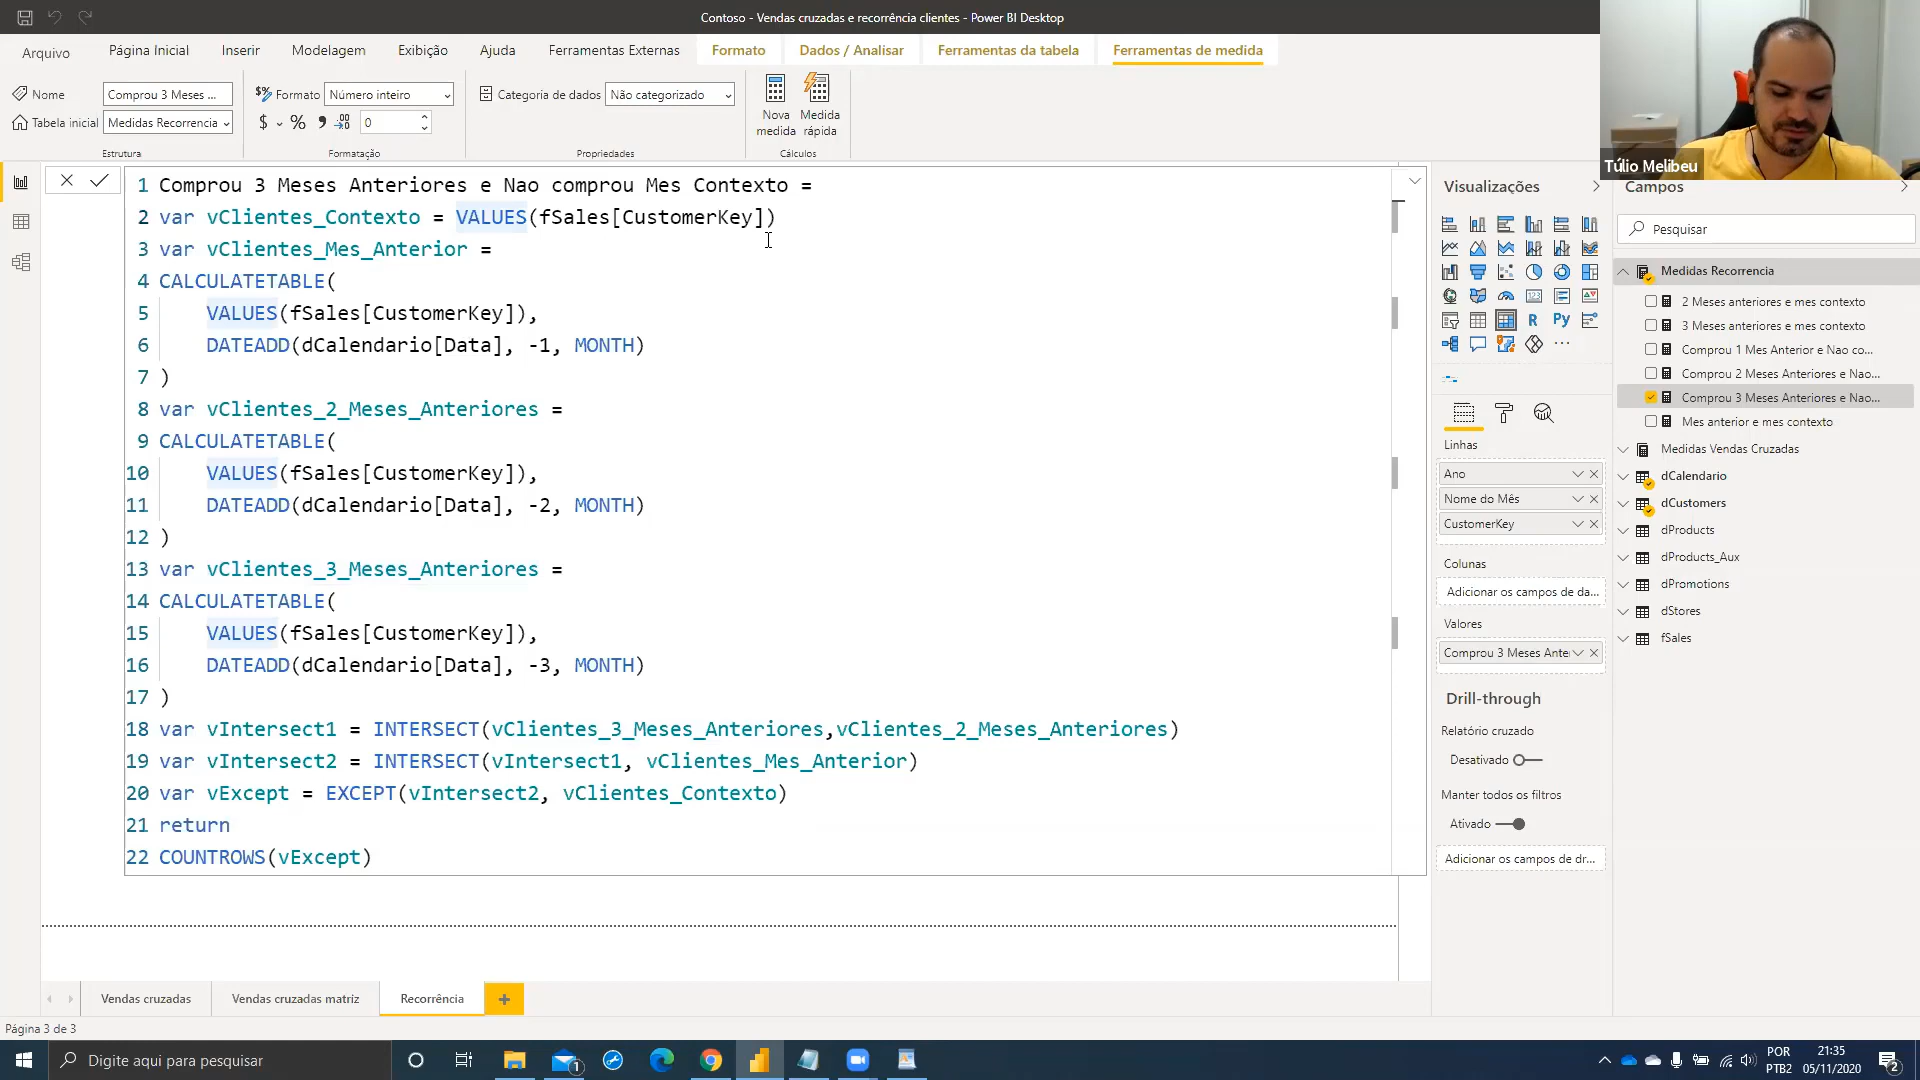 Contoso - Vendas cruzadas e recorrência clientes - Power BI Desktop
Arquivo
Página Inicial
Inserir
Modelagem
Exibição
Ajuda
Ferramentas Externas
Formato
Dados / Analisar
Ferramentas da tabela
Ferramentas de medida
Nome
Comprou 3 Meses ...
Tabela inicial
Medidas Recorrencia
Estrutura
Formato
Número inteiro
$ % 0
Formatação
Categoria de dados
Não categorizado
Propriedades
Nova medida
Medida rápida
Cálculos
Túlio Melibeu
1 Comprou 3 Meses Anteriores e Nao comprou Mes Contexto =
2 var vClientes_Contexto = VALUES(fSales[CustomerKey])
3 var vClientes_Mes_Anterior =
4 CALCULATETABLE(
5 VALUES(fSales[CustomerKey]),
6 DATEADD(dCalendario[Data], -1, MONTH)
7 )
8 var vClientes_2_Meses_Anteriores =
9 CALCULATETABLE(
10 VALUES(fSales[CustomerKey]),
11 DATEADD(dCalendario[Data], -2, MONTH)
12 )
13 var vClientes_3_Meses_Anteriores =
14 CALCULATETABLE(
15 VALUES(fSales[CustomerKey]),
16 DATEADD(dCalendario[Data], -3, MONTH)
17 )
18 var vIntersect1 = INTERSECT(vClientes_3_Meses_Anteriores,vClientes_2_Meses_Anteriores)
19 var vIntersect2 = INTERSECT(vIntersect1, vClientes_Mes_Anterior)
20 var vExcept = EXCEPT(vIntersect2, vClientes_Contexto)
21 return
22 COUNTROWS(vExcept)
Visualizações
R
Py
Linhas
Ano
Nome do Mês
CustomerKey
Colunas
Adicionar os campos de da...
Valores
Comprou 3 Meses Ante
Drill-through
Relatório cruzado
Desativado
Manter todos os filtros
Ativado
Adicionar os campos de dr...
Campos
Pesquisar
Medidas Recorrencia
2 Meses anteriores e mes contexto
3 Meses anteriores e mes contexto
Comprou 1 Mes Anterior e Nao co...
Comprou 2 Meses Anteriores e Nao...
Comprou 3 Meses Anteriores e Nao...
Mes anterior e mes contexto
Medidas Vendas Cruzadas
dCalendario
dCustomers
dProducts
dProducts_Aux
dPromotions
dStores
fSales
Vendas cruzadas
Vendas cruzadas matriz
Recorrência
Página 3 de 3
Digite aqui para pesquisar
1
POR
PTB2
21:35
05/11/2020
2